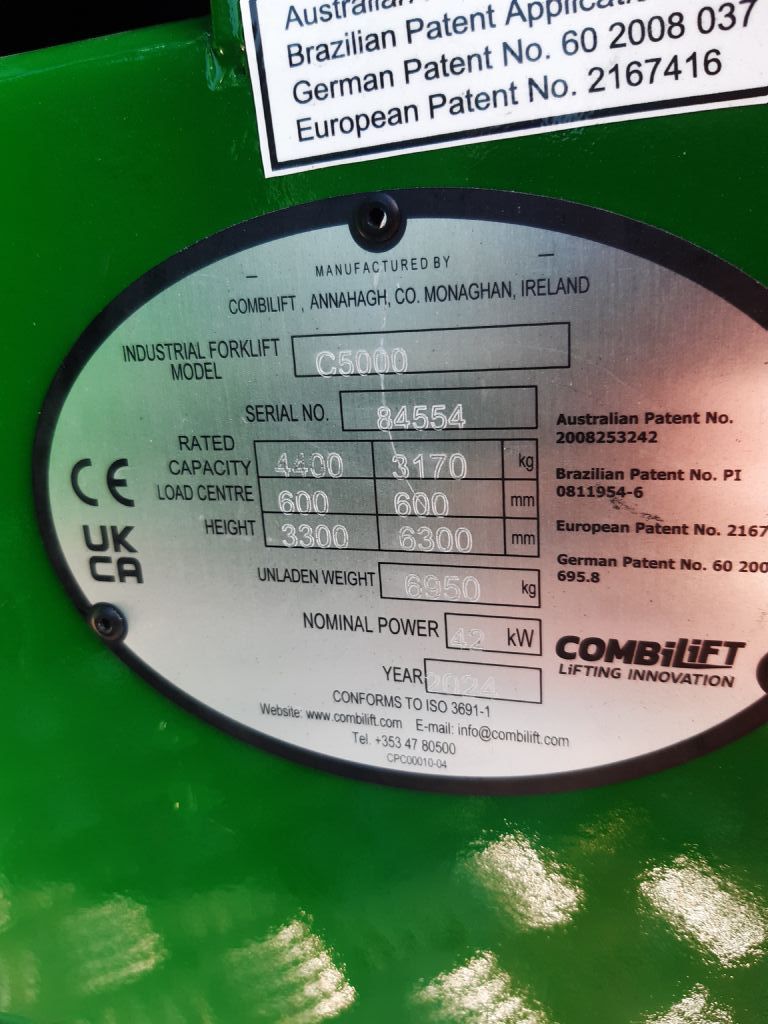 Brazilian Patent
German Patent No. 60 2008 037
European Patent No. 2167416
MANUFACTURED BY
COMBILIFT , ANNAHAGH, CO. MONAGHAN, IRELAND
INDUSTRIAL FORKLIFT
MODEL
C5000
SERIAL NO. 84554
RATED
CAPACITY 4400 3170 kg
LOAD CENTRE 600 600 mm
HEIGHT 3300 6300 mm
UNLADEN WEIGHT 6950 kg
NOMINAL POWER 42 kW
YEAR 2024
CONFORMS TO ISO 3691-1
Website: www.combilift.com E-mail: info@combilift.com
Tel. +353 47 80500
CPC00010-04
CE
UK
CA
Australian Patent No.
2008253242
Brazilian Patent No. PI
0811954-6
European Patent No. 2167
German Patent No. 60 200
695.8
COMBiLiFT
LiFTING INNOVATION